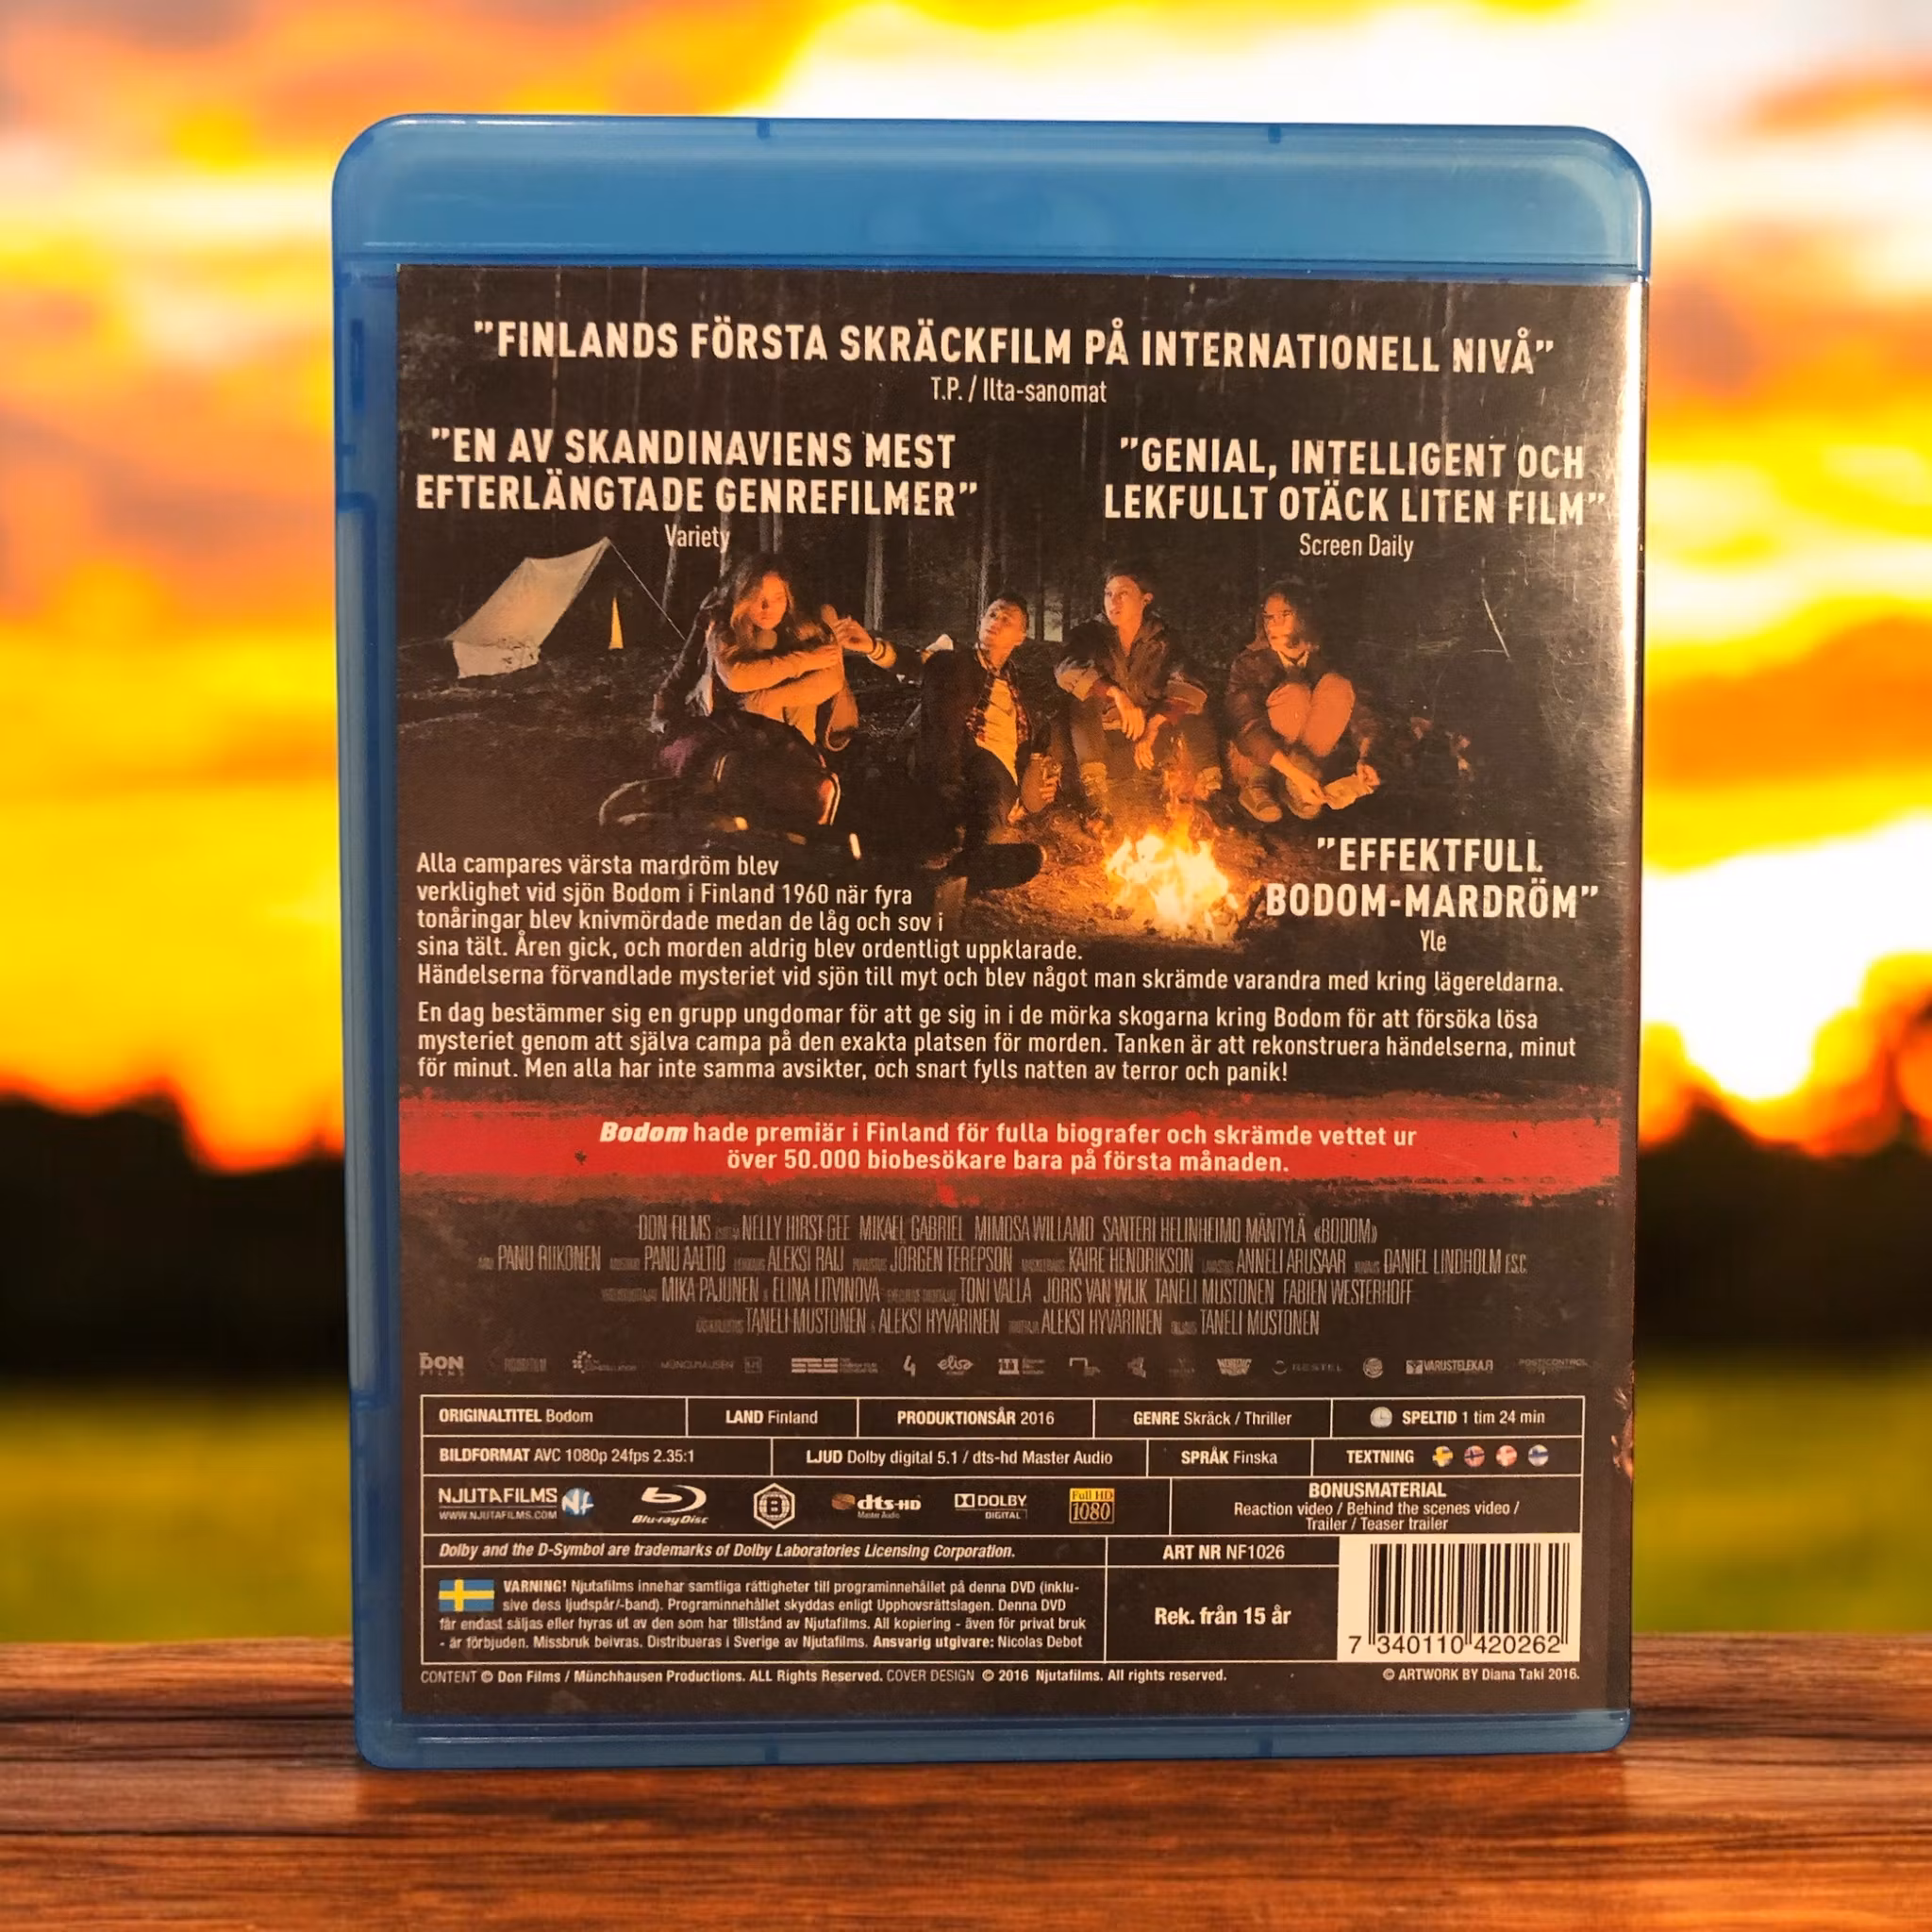 ”FINLANDS FÖRSTA SKRÄCKFILM PÅ INTERNATIONELL NIVÅ”
T.P. / Ilta-sanomat
”EN AV SKANDINAVIENS MEST
EFTERLÄNGTADE GENREFILMER”
Variety
”GENIAL, INTELLIGENT OCH
LEKFULLT OTÄCK LITEN FILM”
Screen Daily
”EFFEKTFULL
BODOM-MARDRÖM”
Yle
Alla campares värsta mardröm blev
verklighet vid sjön Bodom i Finland 1960 när fyra
tonåringar blev knivmördade medan de låg och sov i
sina tält. Åren gick, och morden aldrig blev ordentligt uppklarade.
Händelserna förvandlade mysteriet vid sjön till myt och blev något man skrämde varandra med kring lägereldarna.
En dag bestämmer sig en grupp ungdomar för att ge sig in i de mörka skogarna kring Bodom för att försöka lösa
mysteriet genom att själva campa på den exakta platsen för morden. Tanken är att rekonstruera händelserna, minut
för minut. Men alla har inte samma avsikter, och snart fylls natten av terror och panik!
Bodom hade premiär i Finland för fulla biografer och skrämde vettet ur
över 50.000 biobesökare bara på första månaden.
DON FILMS NELLY HIRST-GEE MIKAEL GABRIEL MIMOSA WILLAMO SANTERI HELINHEIMO MÄNTYLÄ «BODOM»
PANU RIIKONEN PANU AALTIO ALEKSI RAIJ JÖRGEN TEREPSON KAIRE HENDRIKSON ANNELI ARUSAAR DANIEL LINDHOLM F.S.C.
MIKA PAJUNEN ELINA LITVINOVA TONI VALLA JORIS VAN WIJK TANELI MUSTONEN FABIEN WESTERHOFF
TANELI MUSTONEN & ALEKSI HYVÄRINEN ALEKSI HYVÄRINEN TANELI MUSTONEN
DON FILMS MÜNCHHAUSEN 4 elisa VARUSTELEKA.FI POSTCONTROL
ORIGINALTITEL Bodom LAND Finland PRODUKTIONSÅR 2016 GENRE Skräck / Thriller SPELTID 1 tim 24 min
BILDFORMAT AVC 1080p 24fps 2.35:1 LJUD Dolby digital 5.1 / dts-hd Master Audio SPRÅK Finska TEXTNING
NJUTAFILMS NF
WWW.NJUTAFILMS.COM
Blu-ray Disc
B
dts-HD
Master Audio
DOLBY
DIGITAL
Full HD
1080
BONUSMATERIAL
Reaction video / Behind the scenes video /
Trailer / Teaser trailer
Dolby and the D-Symbol are trademarks of Dolby Laboratories Licensing Corporation.
ART NR NF1026
VARNING! Njutafilms innehar samtliga rättigheter till programinnehållet på denna DVD (inklu-
sive dess ljudspår/-band). Programinnehållet skyddas enligt Upphovsrättslagen. Denna DVD
får endast säljas eller hyras ut av den som har tillstånd av Njutafilms. All kopiering - även för privat bruk
- är förbjuden. Missbruk beivras. Distribueras i Sverige av Njutafilms. Ansvarig utgivare: Nicolas Debot
Rek. från 15 år
7 340110 420262
CONTENT © Don Films / Münchhausen Productions. ALL Rights Reserved. COVER DESIGN © 2016 Njutafilms. All rights reserved.
© ARTWORK BY Diana Taki 2016.